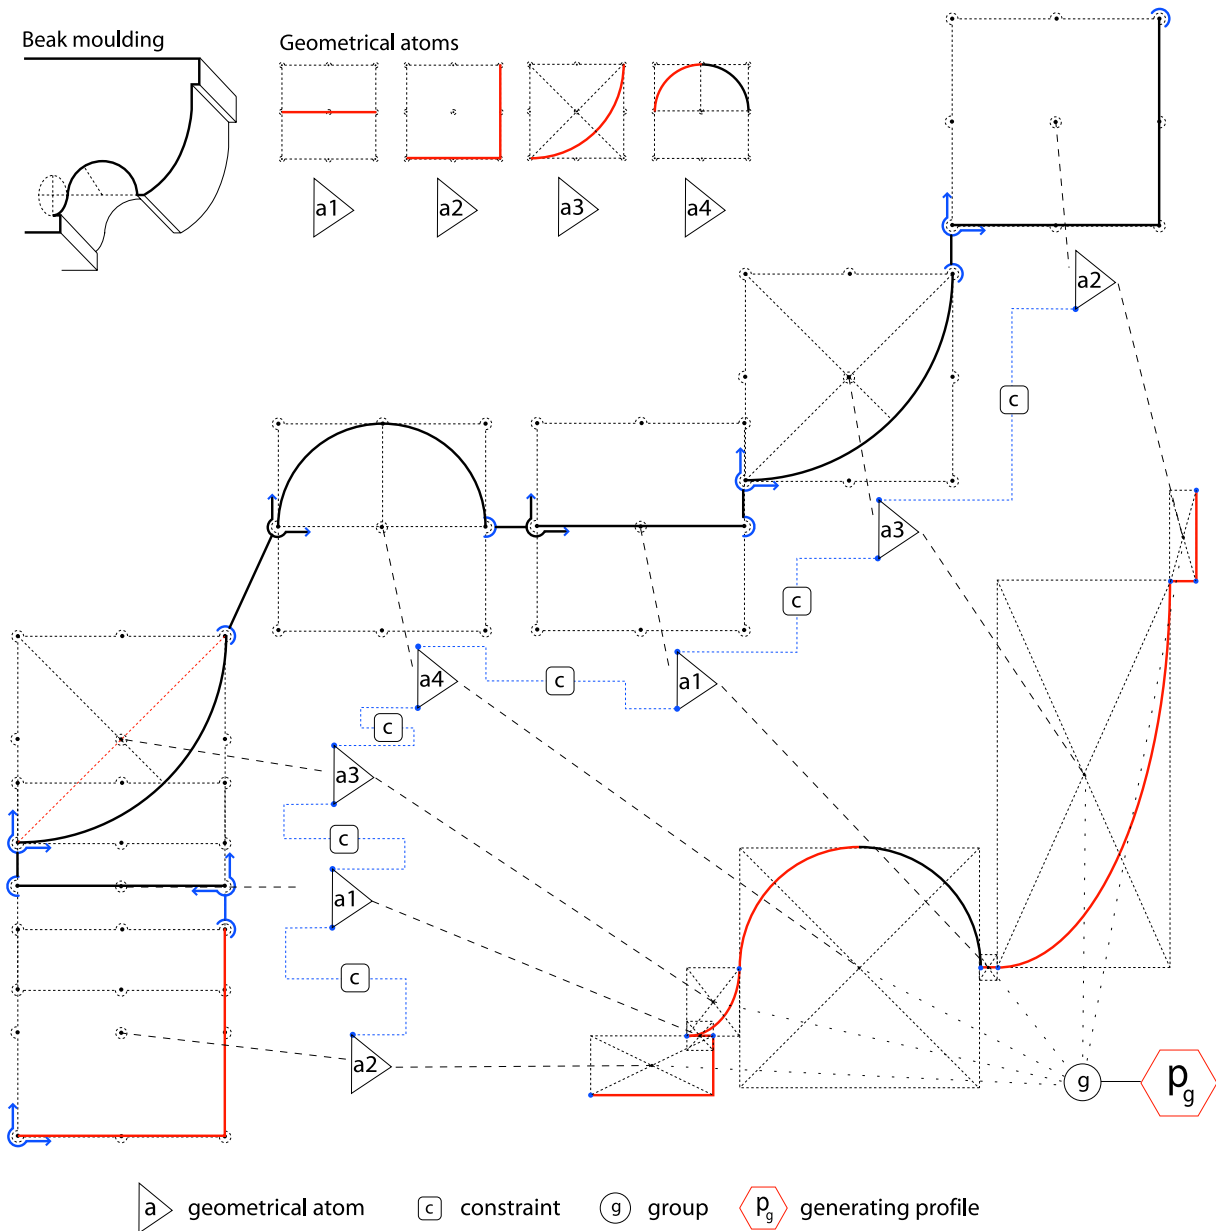 Beak moulding
Geometrical atoms
a1 a2 a3 a4
a2
c
a3
c
a4 c a1
c
a3
c
a1
c
a2
g p g
a geometrical atom c constraint g group p g generating profile